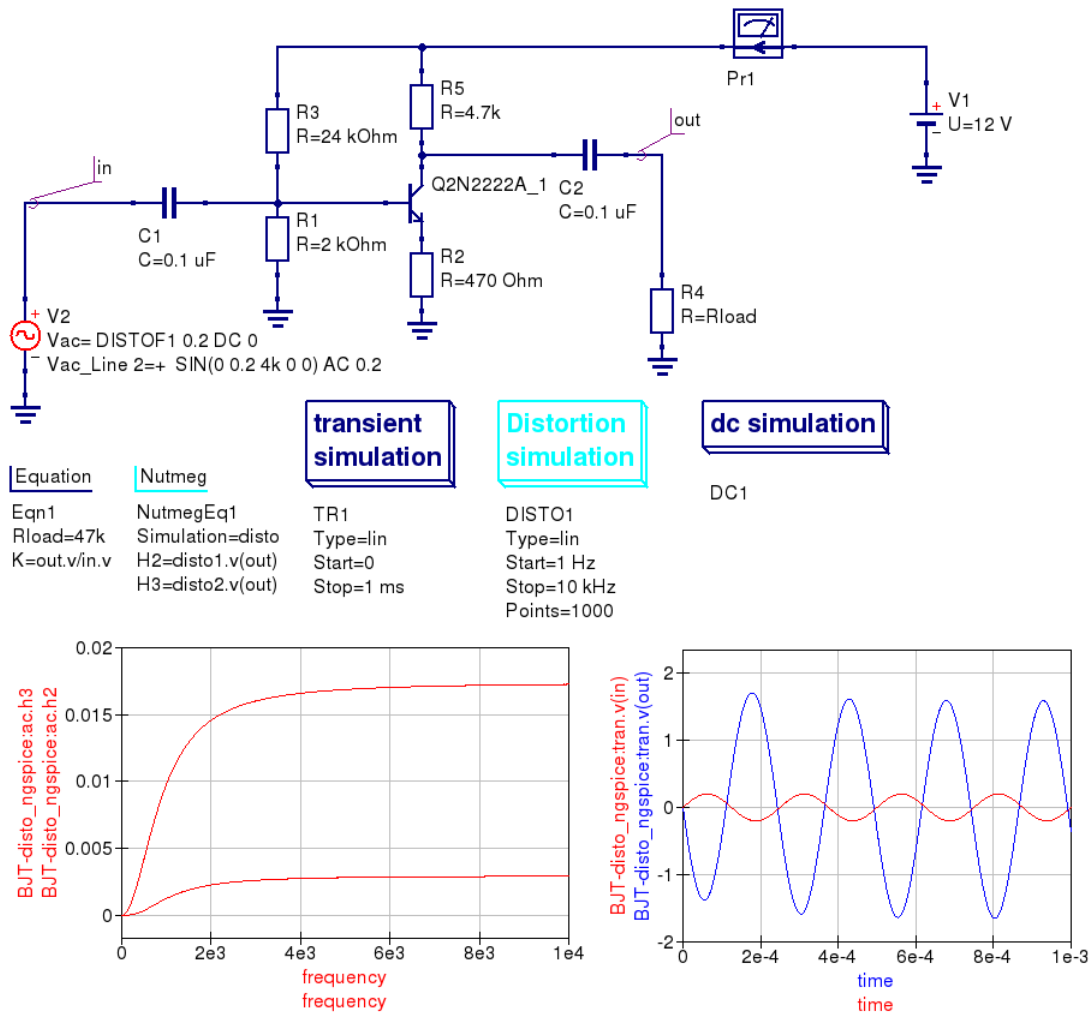 Pr1
R5
R=4.7k
R3
R=24 kOhm
V1
+
U=12 V
−
out
in
Q2N2222A_1
C2
C=0.1 uF
C1
C=0.1 uF
R1
R=2 kOhm
R2
R=470 Ohm
R4
R=Rload
+
V2
Vac= DISTOF1 0.2 DC 0
−
Vac_Line 2=+ SIN(0 0.2 4k 0 0) AC 0.2
transient
simulation
Distortion
simulation
dc simulation
Equation
Nutmeg
Eqn1
Rload=47k
K=out.v/in.v
NutmegEq1
Simulation=disto
H2=disto1.v(out)
H3=disto2.v(out)
TR1
Type=lin
Start=0
Stop=1 ms
DISTO1
Type=lin
Start=1 Hz
Stop=10 kHz
Points=1000
DC1
BJT-disto_ngspice:ac.h3
BJT-disto_ngspice:ac.h2
0.02
0.015
0.01
0.005
0
0
2e3
4e3
6e3
8e3
1e4
frequency
frequency
BJT-disto_ngspice:tran.v(in)
BJT-disto_ngspice:tran.v(out)
2
1
0
-1
-2
0
2e-4
4e-4
6e-4
8e-4
1e-3
time
time